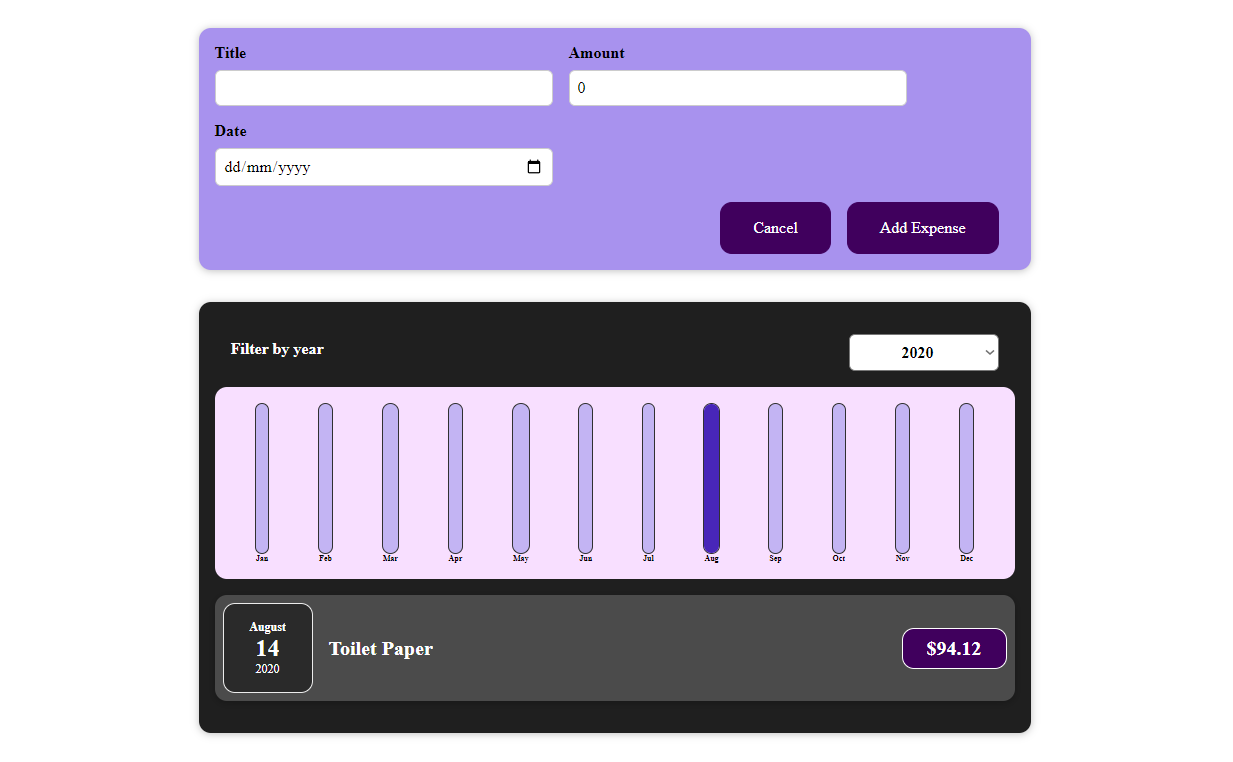 Title
Amount
0
Date
dd/mm/yyyy
Cancel
Add Expense
Filter by year
2020
Jan
Feb
Mar
Apr
May
Jun
Jul
Aug
Sep
Oct
Nov
Dec
August
14
2020
Toilet Paper
$94.12